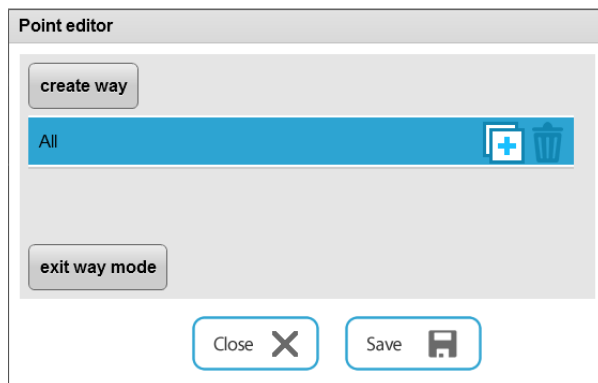 Point editor
create way
All
exit way mode
Close
Save